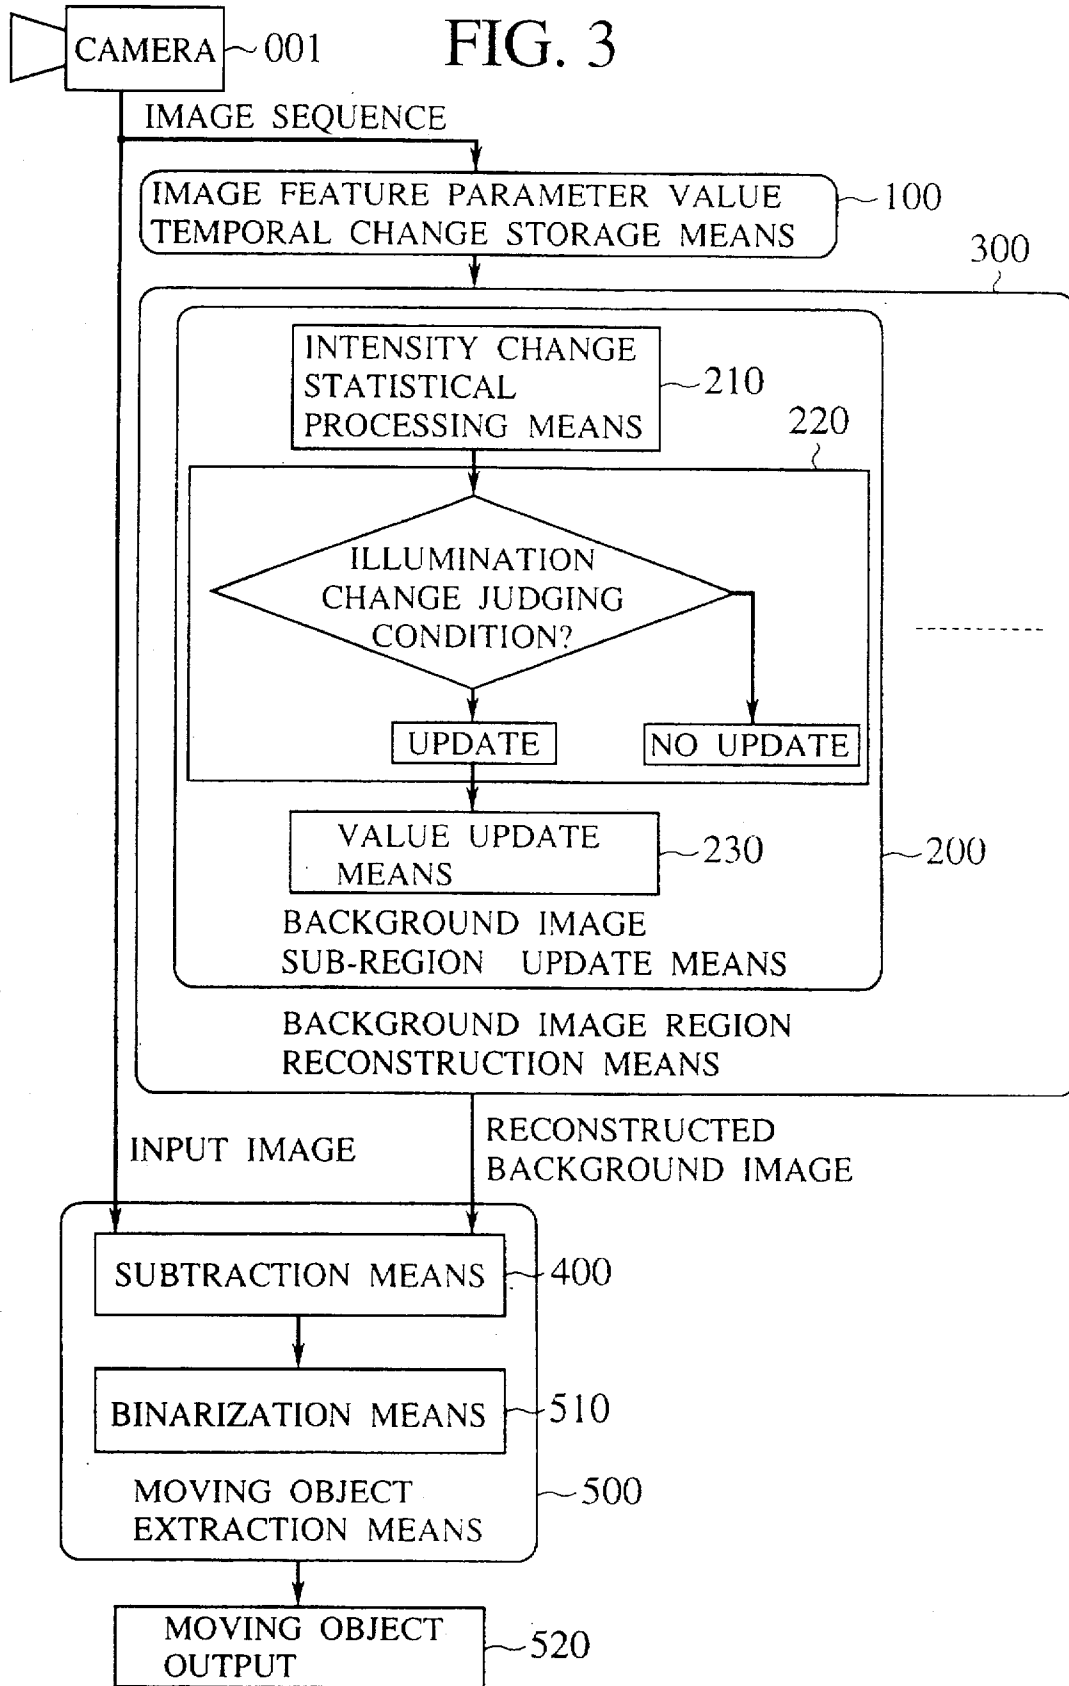 FIG. 3
CAMERA
001
IMAGE SEQUENCE
IMAGE FEATURE PARAMETER VALUE
TEMPORAL CHANGE STORAGE MEANS
100
300
INTENSITY CHANGE
STATISTICAL
PROCESSING MEANS
210
220
ILLUMINATION
CHANGE JUDGING
CONDITION?
UPDATE
NO UPDATE
VALUE UPDATE
MEANS
230
200
BACKGROUND IMAGE
SUB-REGION UPDATE MEANS
BACKGROUND IMAGE REGION
RECONSTRUCTION MEANS
INPUT IMAGE
RECONSTRUCTED
BACKGROUND IMAGE
SUBTRACTION MEANS
400
BINARIZATION MEANS
510
MOVING OBJECT
EXTRACTION MEANS
500
MOVING OBJECT
OUTPUT
520